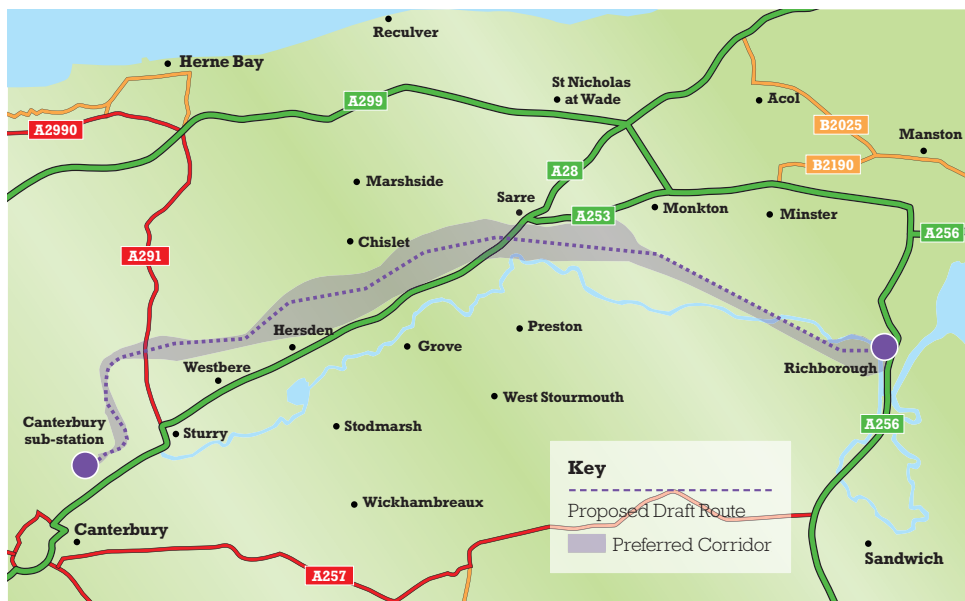 Reculver
Herne Bay
St Nicholas
at Wade
A299
Acol
A2990
B2025
Manston
B2190
A28
Marshside
Sarre
A253
Monkton
Minster
A256
Chislet
A291
Hersden
Preston
Grove
Richborough
Westbere
West Stourmouth
Canterbury
sub-station
Sturry
Stodmarsh
A256
Key
Proposed Draft Route
Preferred Corridor
Wickhambreaux
Canterbury
Sandwich
A257